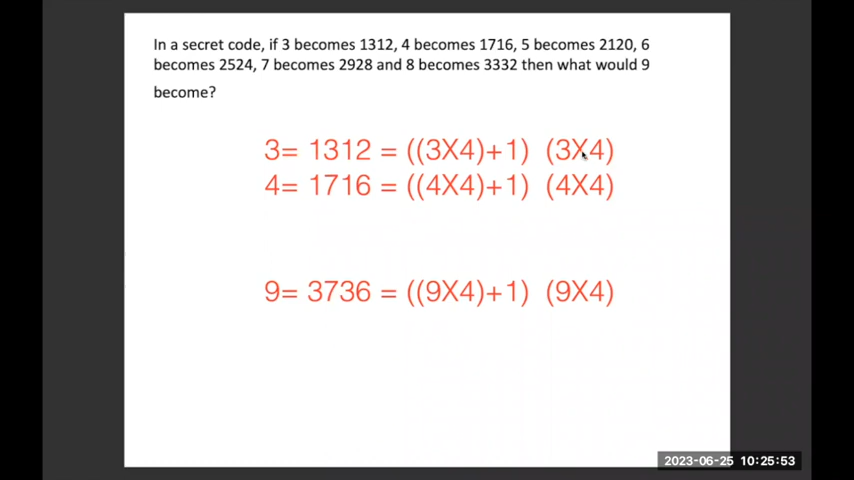 In a secret code, if 3 becomes 1312, 4 becomes 1716, 5 becomes 2120, 6
becomes 2524, 7 becomes 2928 and 8 becomes 3332 then what would 9
become?
3= 1312 = ((3X4)+1) (3X4)
4= 1716 = ((4X4)+1) (4X4)
9= 3736 = ((9X4)+1) (9X4)
2023-06-25 10:25:53